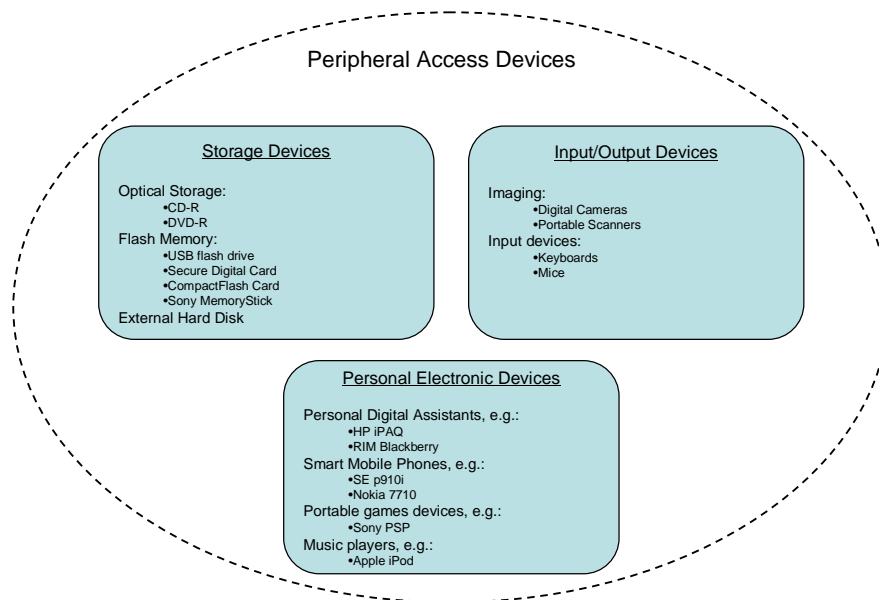 Peripheral Access Devices
Storage Devices
Optical Storage:
•CD-R
•DVD-R
Flash Memory:
•USB flash drive
•Secure Digital Card
•CompactFlash Card
•Sony MemoryStick
External Hard Disk
Input/Output Devices
Imaging:
•Digital Cameras
•Portable Scanners
Input devices:
•Keyboards
•Mice
Personal Electronic Devices
Personal Digital Assistants, e.g.:
•HP iPAQ
•RIM Blackberry
Smart Mobile Phones, e.g.:
•SE p910i
•Nokia 7710
Portable games devices, e.g.:
•Sony PSP
Music players, e.g.:
•Apple iPod